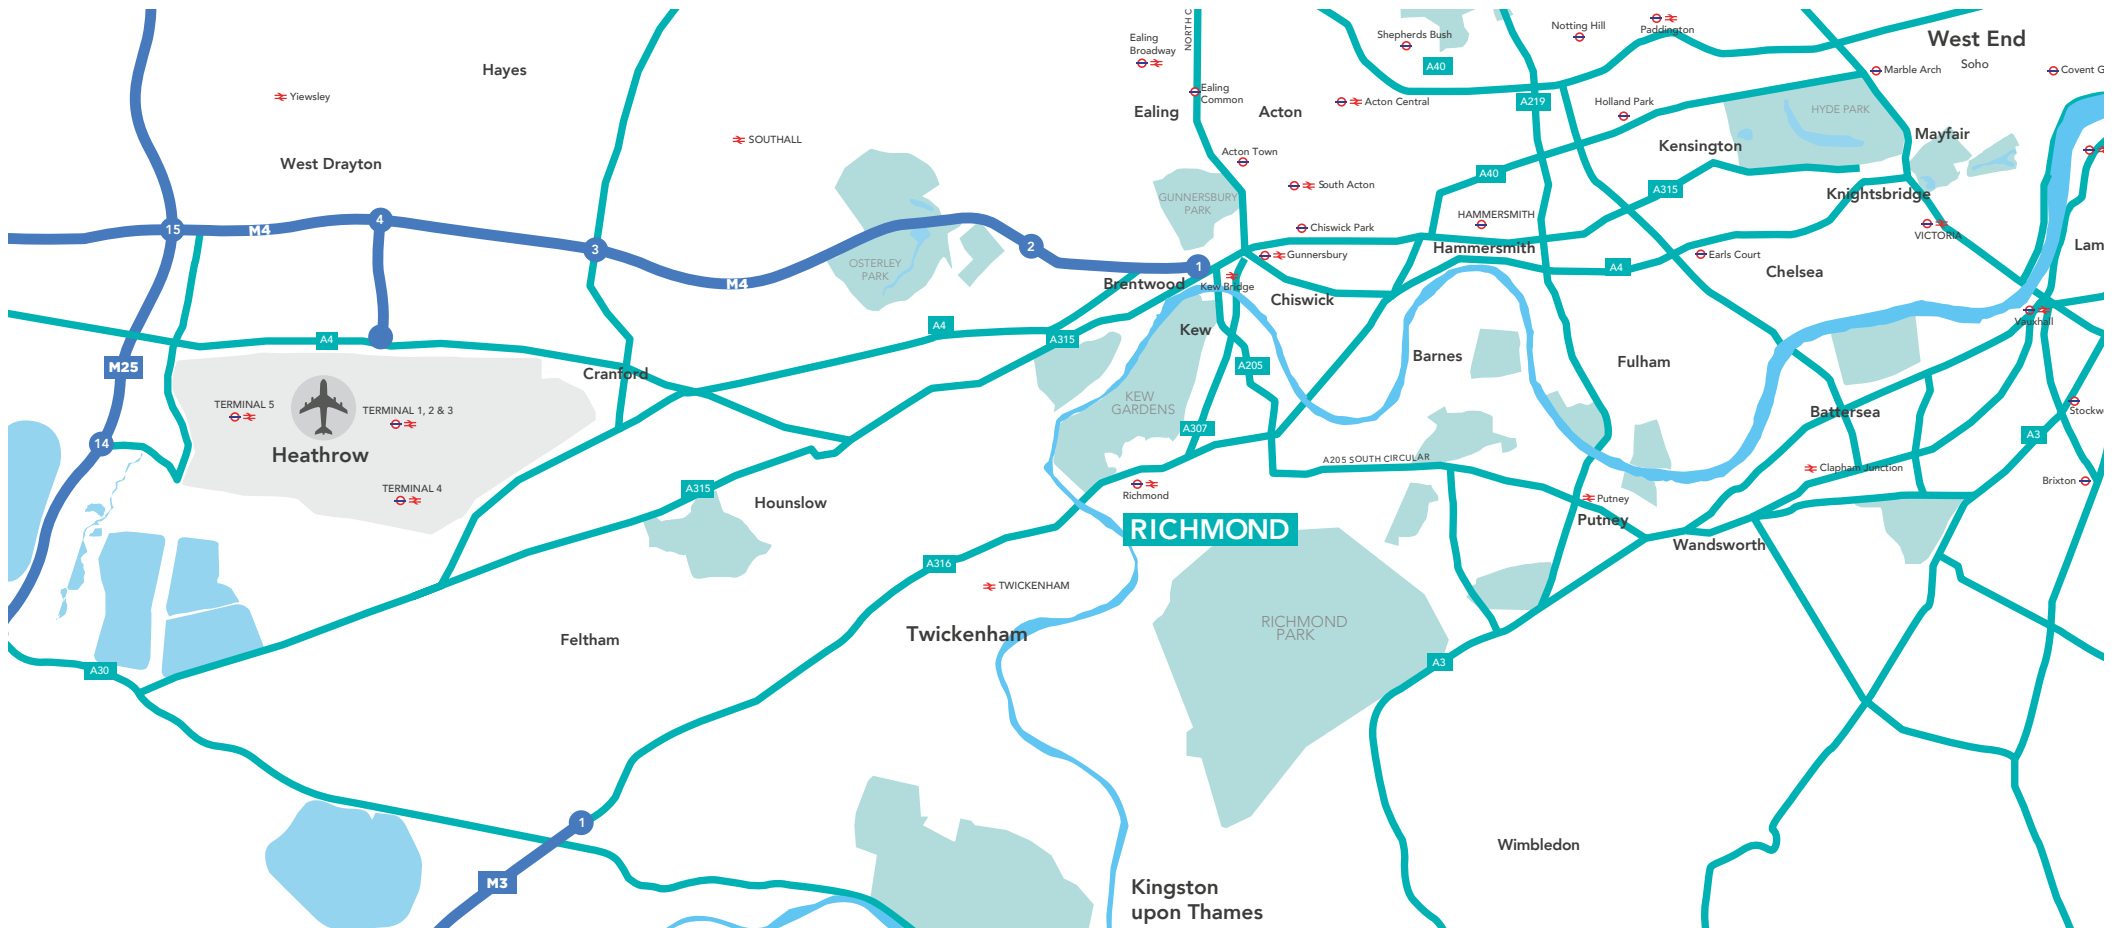 NORTH C
Notting Hill
Paddington
West End
Soho
Shepherds Bush
Ealing
Broadway
Hayes
A40
Marble Arch
Covent G
Yiewsley
Ealing
Common
Acton Central
A219
Holland Park
HYDE PARK
Ealing
Acton
SOUTHALL
Mayfair
Kensington
West Drayton
Acton Town
A40
South Acton
A315
Knightsbridge
GUNNERSBURY
PARK
HAMMERSMITH
4
15
M4
Chiswick Park
VICTORIA
3
2
Hammersmith
Lam
Gunnersbury
Earls Court
OSTERLEY
PARK
1
A4
Chelsea
M4
Brentwood
Kew Bridge
Chiswick
Vauxhall
A4
A4
A315
Kew
Barnes
Fulham
M25
Cranford
A205
KEW
GARDENS
TERMINAL 5
TERMINAL 1, 2 & 3
Battersea
Stockw
A307
A3
14
Heathrow
A205 SOUTH CIRCULAR
Clapham Junction
Brixton
TERMINAL 4
A315
Richmond
Hounslow
Putney
Putney
RICHMOND
Wandsworth
A316
TWICKENHAM
RICHMOND
PARK
Twickenham
Feltham
A30
A3
1
Wimbledon
M3
Kingston
upon Thames